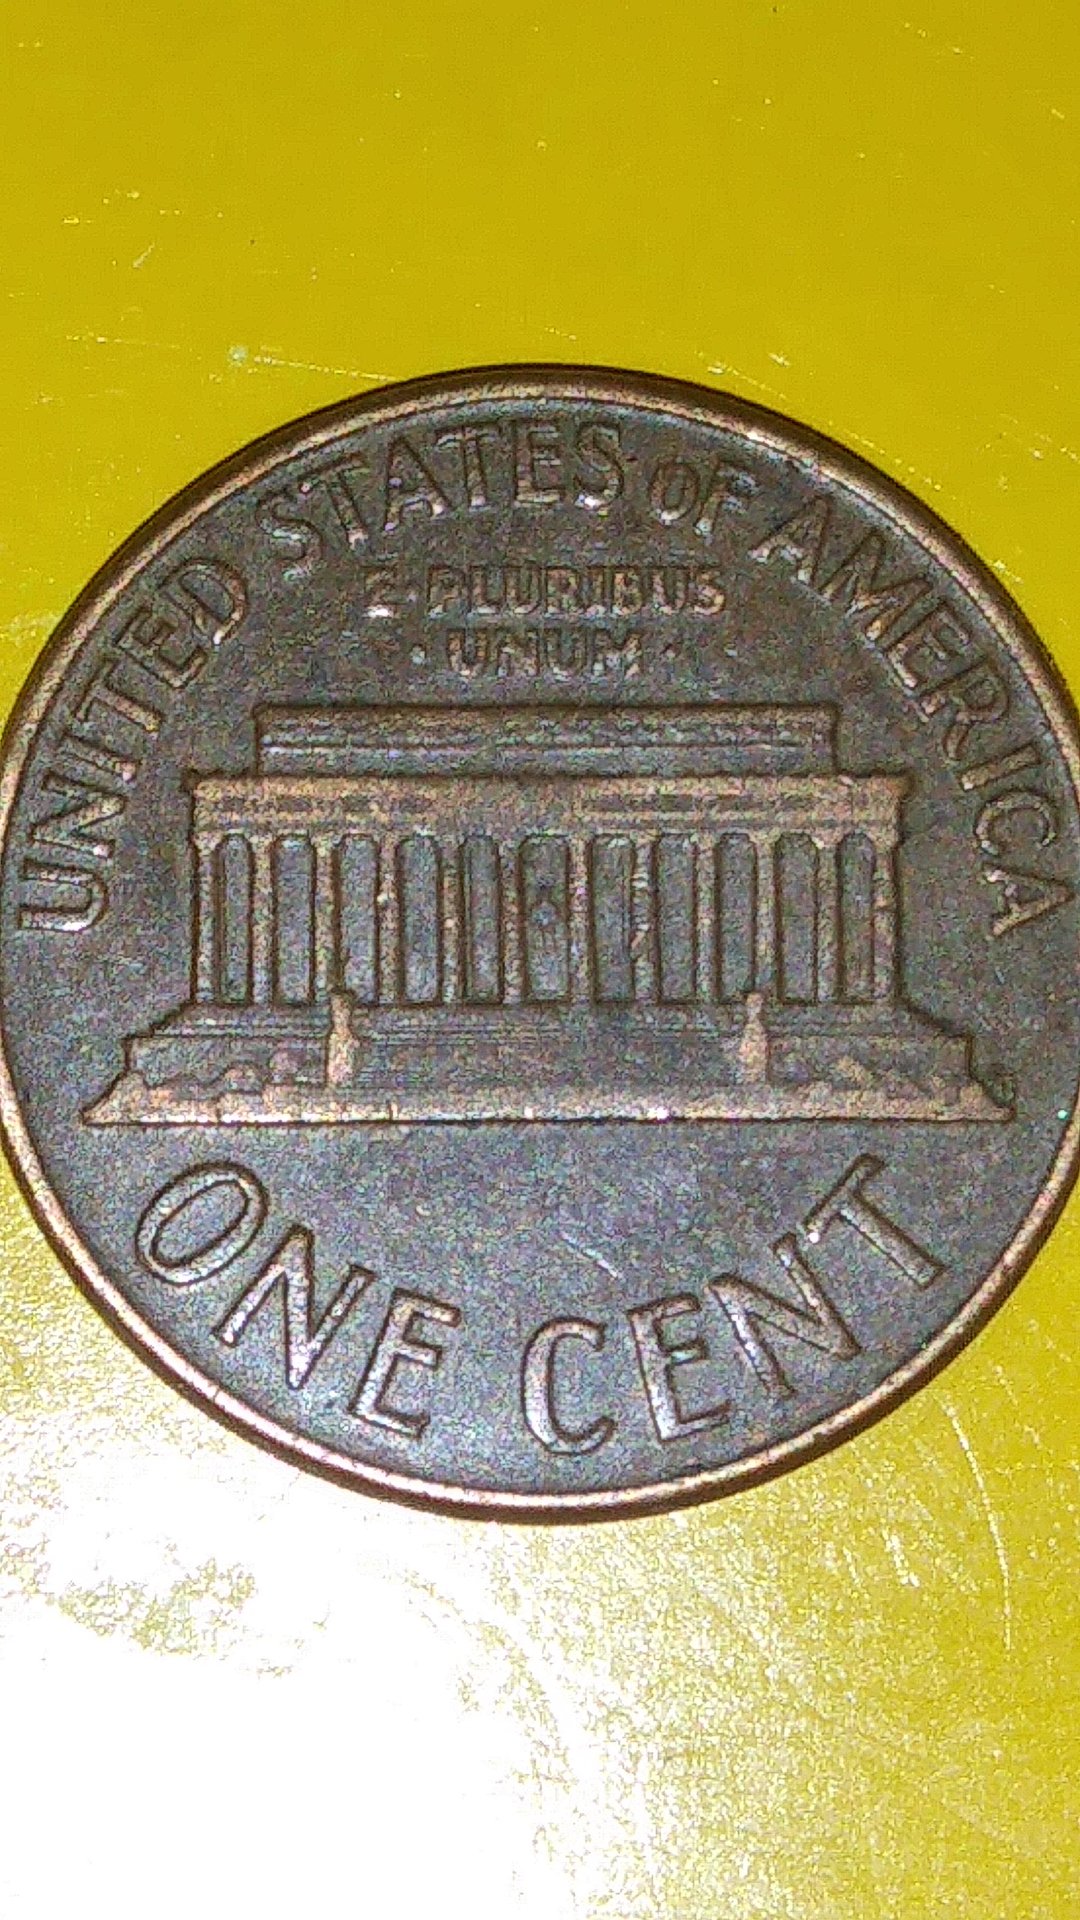 UNITED STATES OF AMERICA
E·PLURIBUS
·UNUM·
ONE CENT